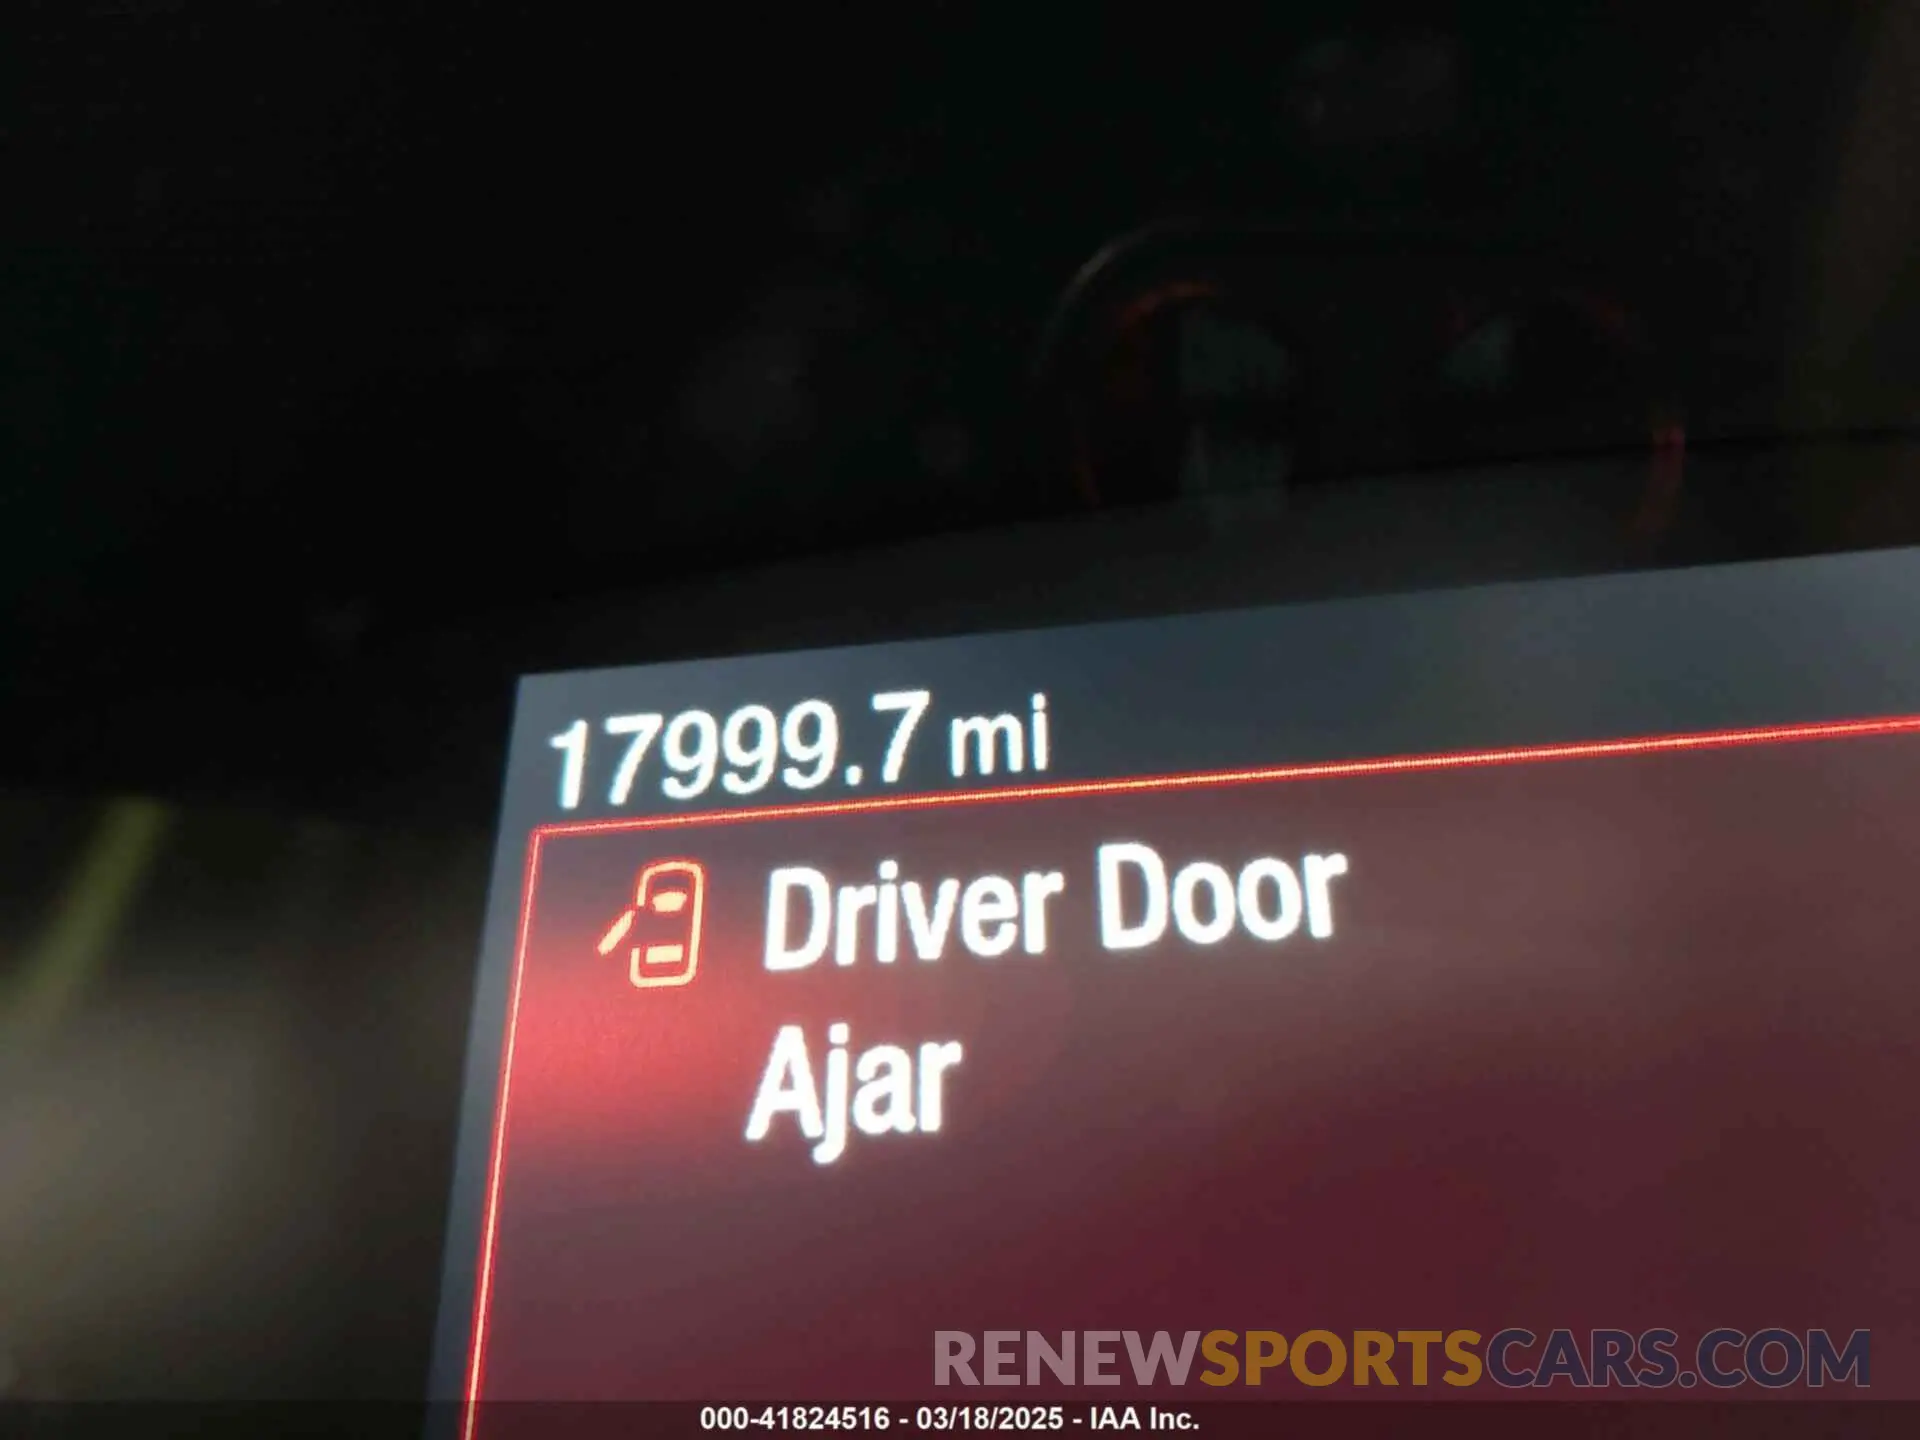 17999.7 mi
Driver Door
Ajar
RENEWSPORTSCARS.COM
000-41824516 - 03/18/2025 - IAA Inc.